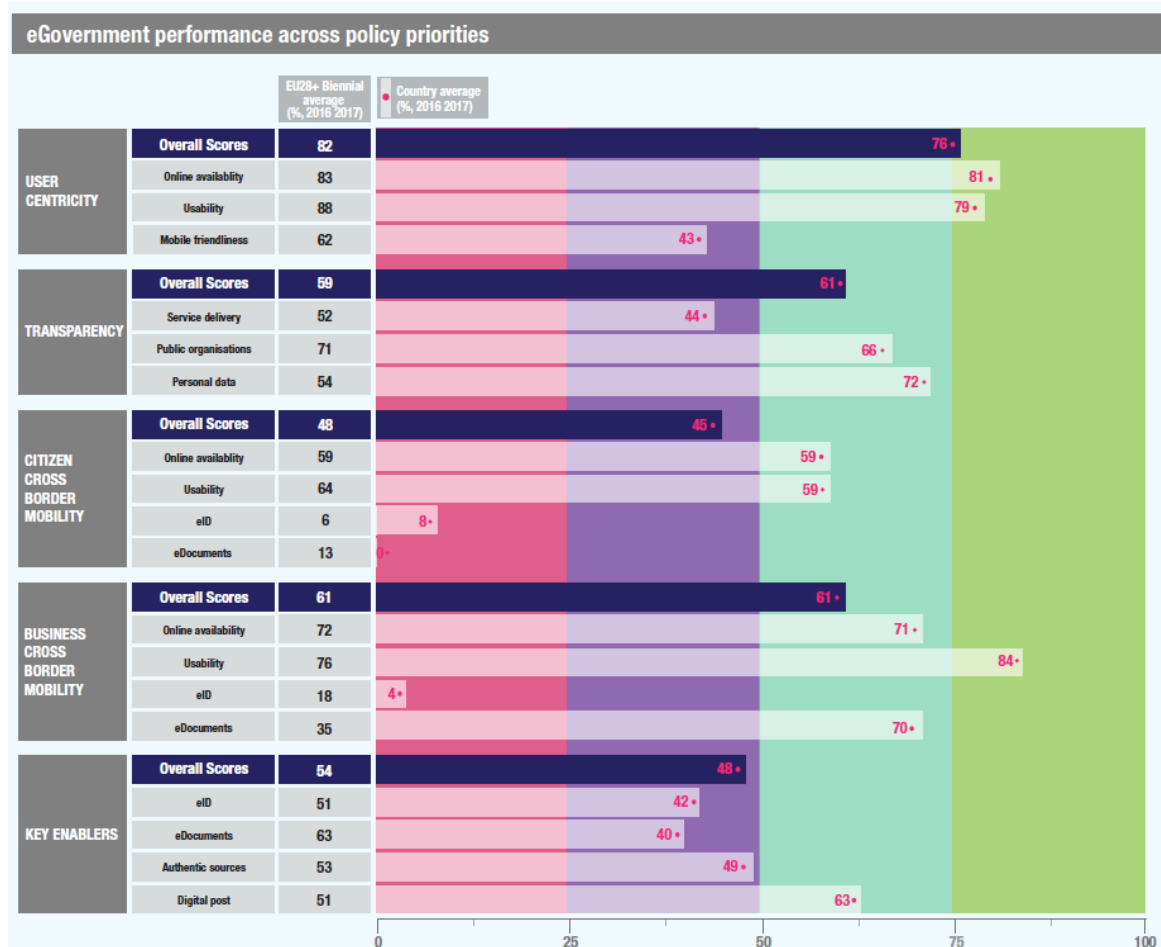 eGovernment performance across policy priorities
EU28+ Biennial
average
(%, 2016 2017)
Country average
(%, 2016 2017)
USER
CENTRICITY
Overall Scores 82 76
Online availablity 83 81
Usability 88 79
Mobile friendliness 62 43
TRANSPARENCY
Overall Scores 59 61
Service delivery 52 44
Public organisations 71 66
Personal data 54 72
CITIZEN
CROSS
BORDER
MOBILITY
Overall Scores 48 45
Online availablity 59 59
Usability 64 59
eID 6 8
eDocuments 13 0
BUSINESS
CROSS
BORDER
MOBILITY
Overall Scores 61 61
Online availability 72 71
Usability 76 84
eID 18 4
eDocuments 35 70
KEY ENABLERS
Overall Scores 54 48
eID 51 42
eDocuments 63 40
Authentic sources 53 49
Digital post 51 63
0 25 50 75 100